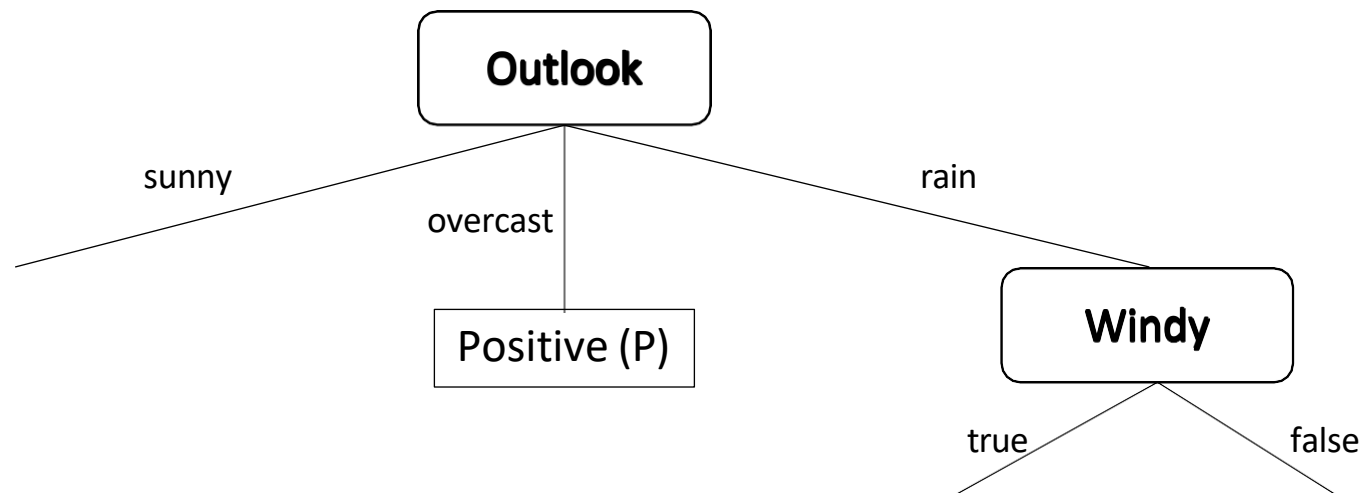 Outlook
sunny
rain
overcast
Positive (P)
Windy
true
false